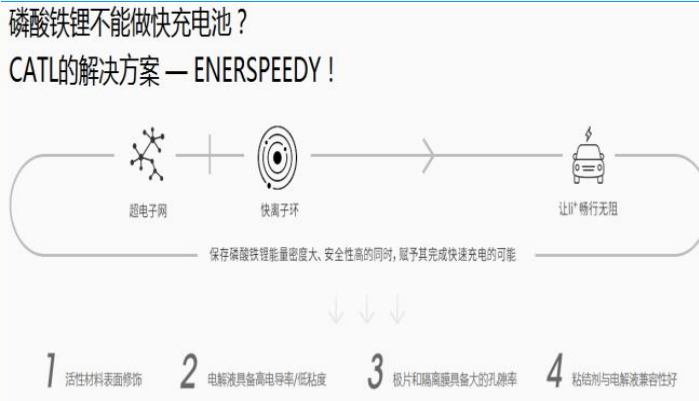 磷酸铁锂不能做快充电池？
CATL的解决方案 — ENERSPEEDY！
超电子网
快离子环
让li⁺畅行无阻
保存磷酸铁锂能量密度大、安全性高的同时，赋予其完成快速充电的可能
1 活性材料表面修饰
2 电解液具备高电导率/低粘度
3 极片和隔离膜具备大的孔隙率
4 粘结剂与电解液兼容性好